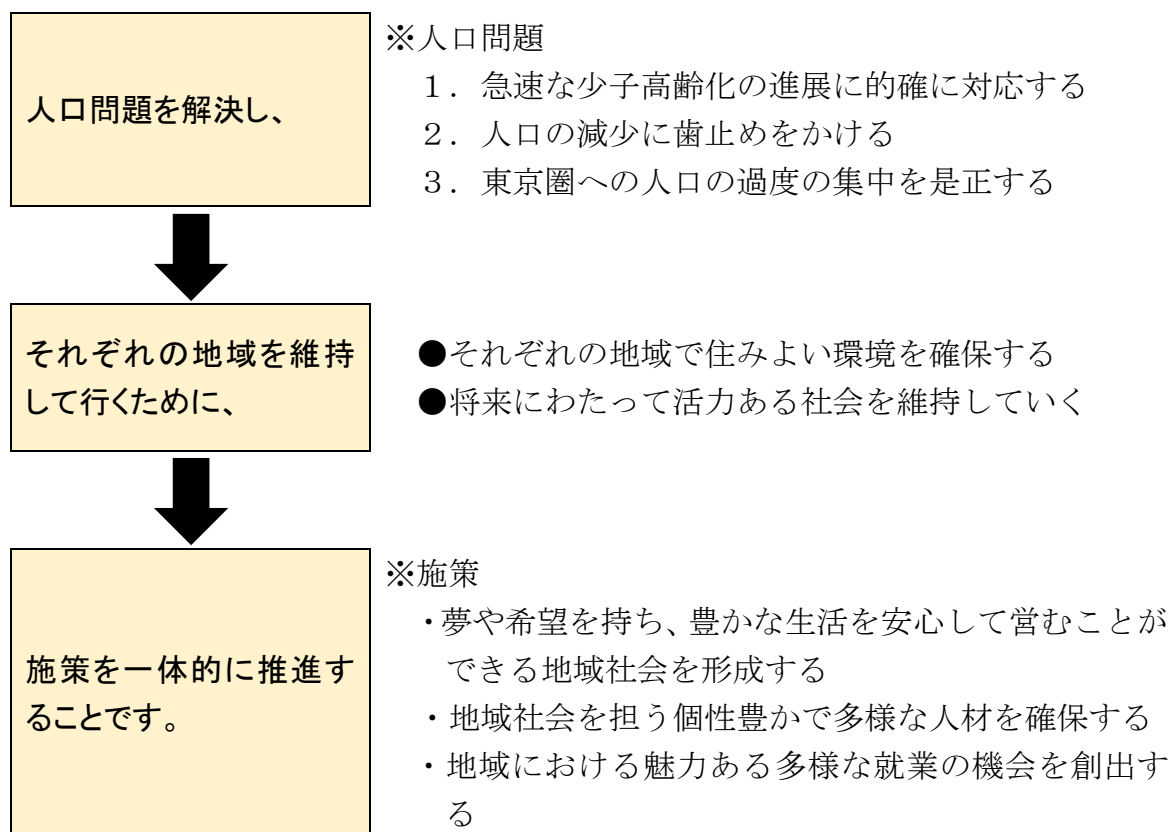 人口問題を解決し、
※人口問題
１．急速な少子高齢化の進展に的確に対応する
２．人口の減少に歯止めをかける
３．東京圏への人口の過度の集中を是正する
それぞれの地域を維持
して行くために、
●それぞれの地域で住みよい環境を確保する
●将来にわたって活力ある社会を維持していく
施策を一体的に推進す
ることです。
※施策
・夢や希望を持ち、豊かな生活を安心して営むことが
できる地域社会を形成する
・地域社会を担う個性豊かで多様な人材を確保する
・地域における魅力ある多様な就業の機会を創出す
る